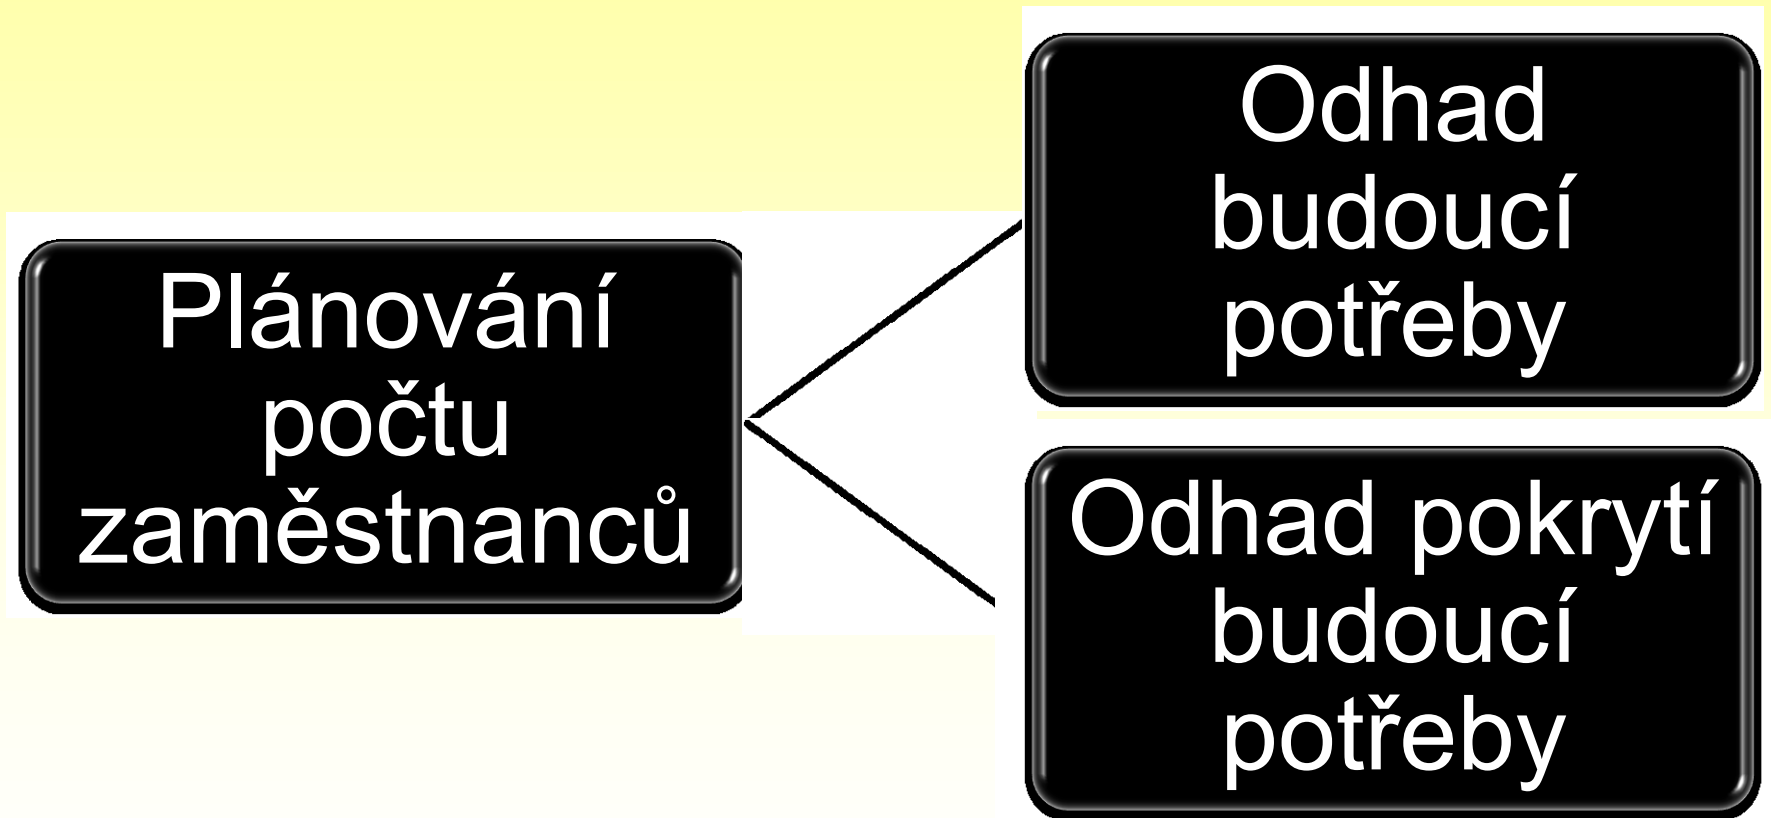 Plánování
počtu
zaměstnanců
Odhad
budoucí
potřeby
Odhad pokrytí
budoucí
potřeby